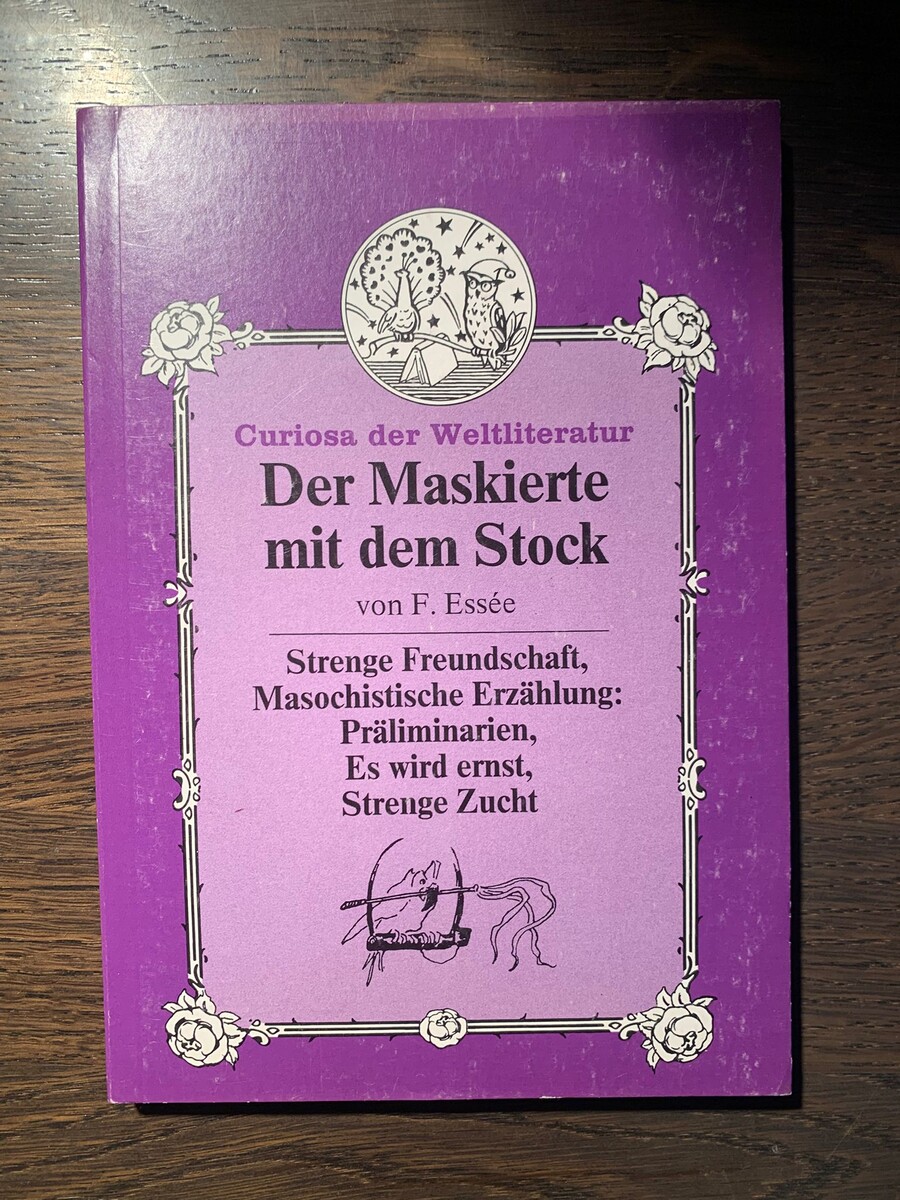 Curiosa der Weltliteratur
Der Maskierte
mit dem Stock
von F. Essée
Strenge Freundschaft,
Masochistische Erzählung:
Präliminarien,
Es wird ernst,
Strenge Zucht